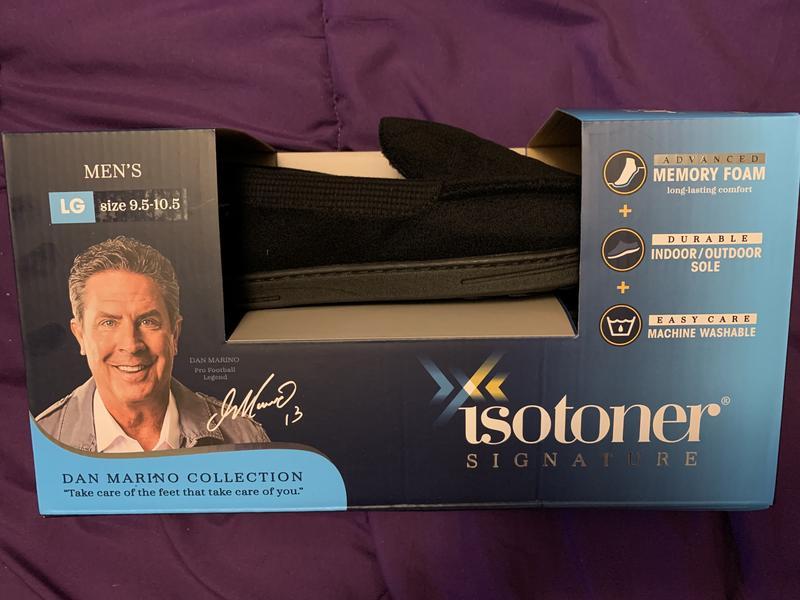 MEN'S
LG size 9.5-10.5
DAN MARINO
Pro Football
Legend
13
DAN MARINO COLLECTION
"Take care of the feet that take care of you."
ADVANCED
MEMORY FOAM
long-lasting comfort
+
DURABLE
INDOOR/OUTDOOR
SOLE
+
EASY CARE
MACHINE WASHABLE
isotoner®
SIGNATURE